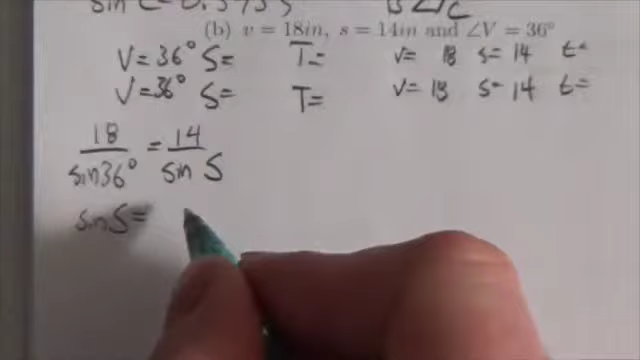 (b) v = 18in, s = 14in and ∠V = 36°
V = 36° S = T = v = 18 s = 14 t =
V = 36° S = T = v = 18 s = 14 t =
18/sin36° = 14/sin S
sin S =